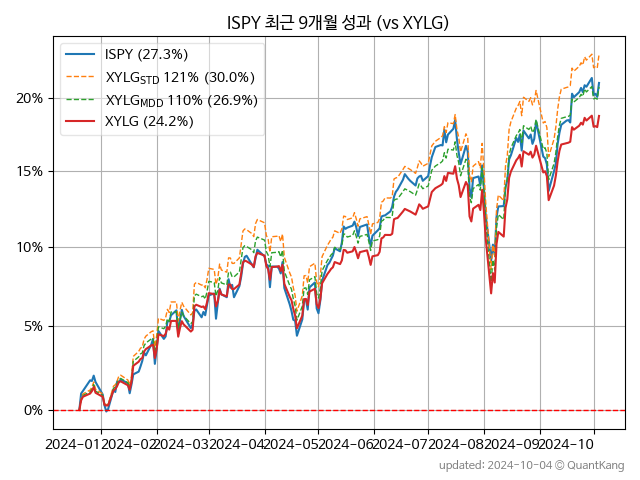 ISPY 최근 9개월 성과 (vs XYLG)
ISPY (27.3%)
XYLG_STD 121% (30.0%)
XYLG_MDD 110% (26.9%)
XYLG (24.2%)
20%
15%
10%
5%
0%
2024-01 2024-02 2024-03 2024-04 2024-05 2024-06 2024-07 2024-08 2024-09 2024-10
updated: 2024-10-04 © QuantKang